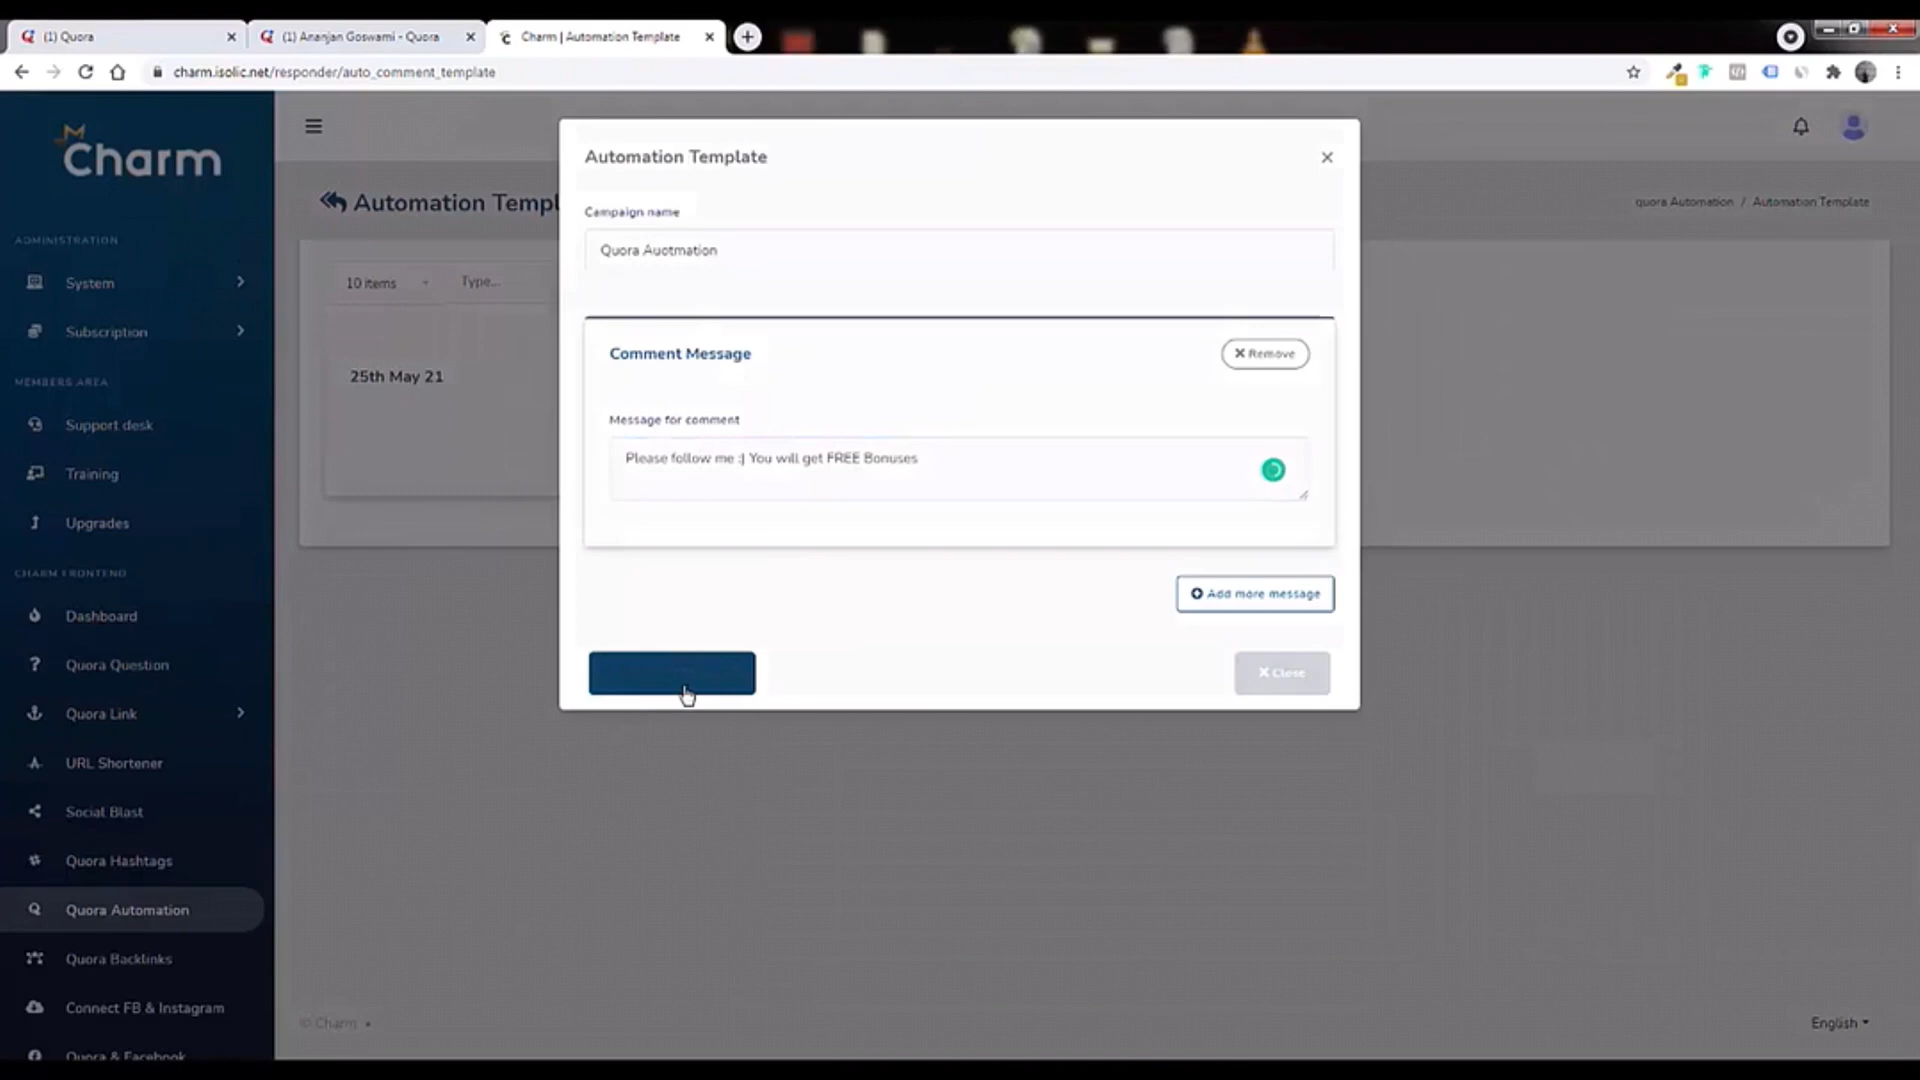 (1) Quora
(1) Ananjan Goswami - Quora
Charm | Automation Template
charm.isolic.net/responder/auto_comment_template
Charm
Automation Templ
quora Automation / Automation Template
ADMINISTRATION
System
Subscription
MEMBERS AREA
Support desk
Training
Upgrades
CHARM FRONTEND
Dashboard
Quora Question
Quora Link
URL Shortener
Social Blast
Quora Hashtags
Quora Automation
Quora Backlinks
Connect FB & Instagram
Quora & Facebook
10 items
Type...
25th May 21
Automation Template
Campaign name
Quora Auotmation
Comment Message
Remove
Message for comment
Please follow me :| You will get FREE Bonuses
Add more message
Close
© Charm
English